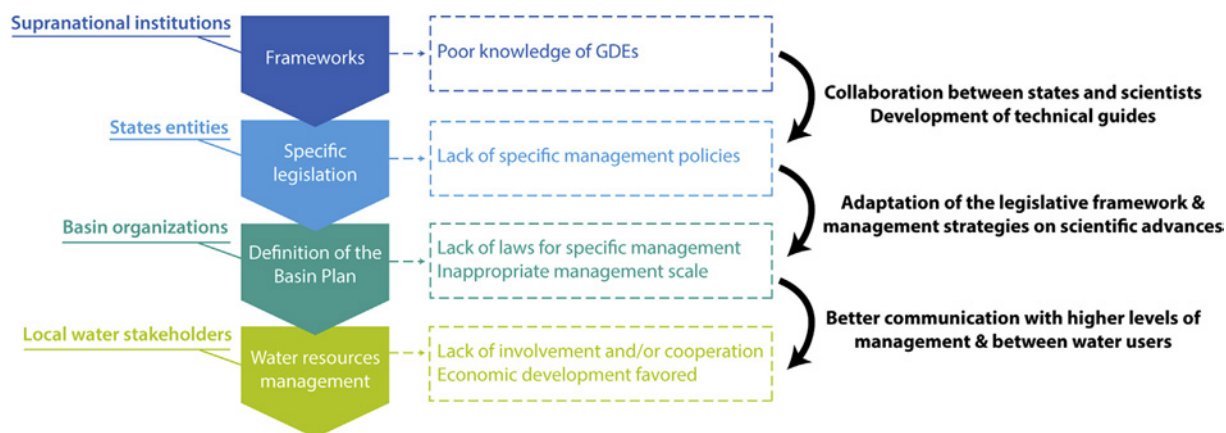 Supranational institutions
Frameworks
Poor knowledge of GDEs
Collaboration between states and scientists
Development of technical guides
States entities
Specific
legislation
Lack of specific management policies
Adaptation of the legislative framework &
management strategies on scientific advances
Basin organizations
Definition of the
Basin Plan
Lack of laws for specific management
Inappropriate management scale
Better communication with higher levels of
management & between water users
Local water stakeholders
Water resources
management
Lack of involvement and/or cooperation
Economic development favored